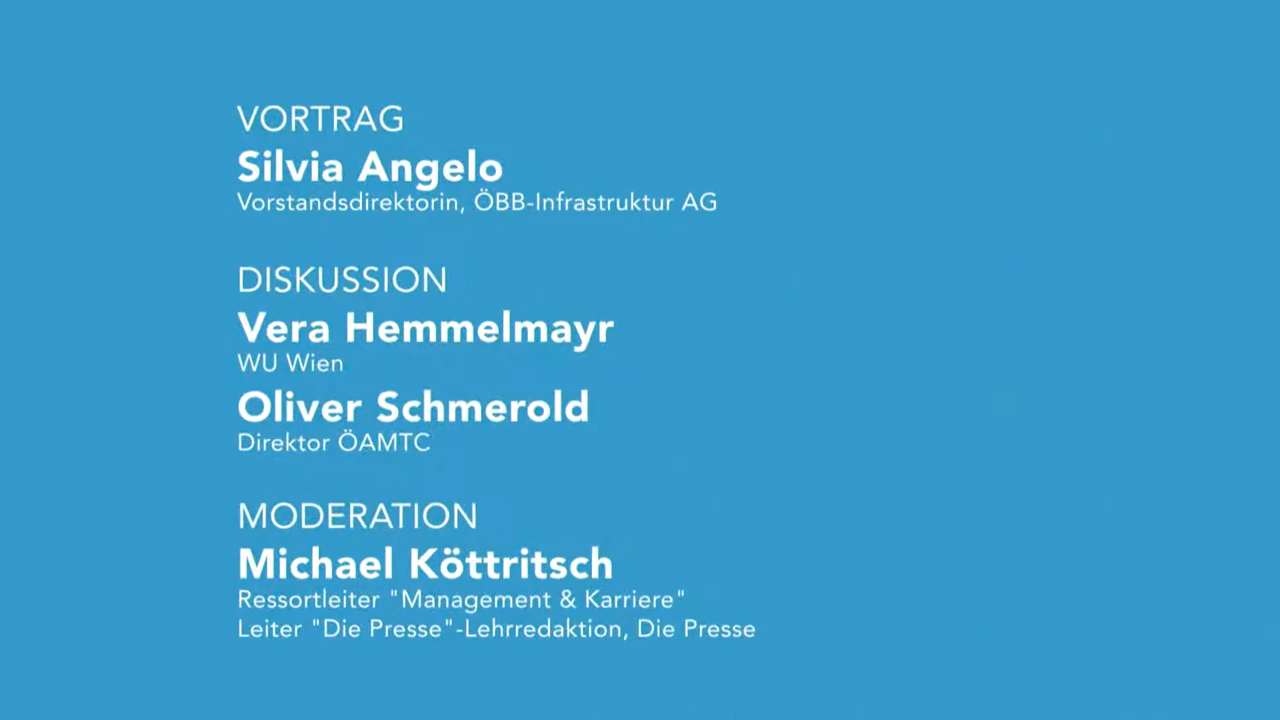 VORTRAG
Silvia Angelo
Vorstandsdirektorin, ÖBB-Infrastruktur AG
DISKUSSION
Vera Hemmelmayr
WU Wien
Oliver Schmerold
Direktor ÖAMTC
MODERATION
Michael Köttritsch
Ressortleiter "Management & Karriere"
Leiter "Die Presse"-Lehrredaktion, Die Presse